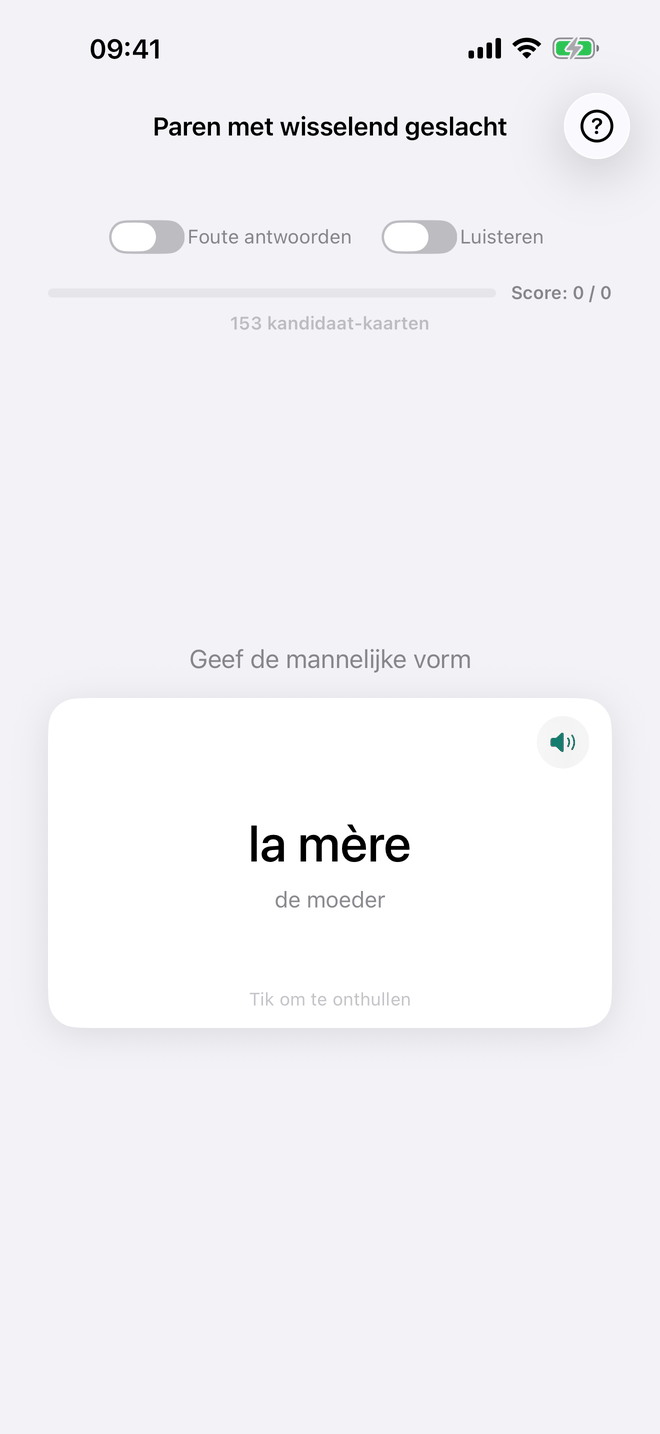 09:41
Paren met wisselend geslacht
?
Foute antwoorden Luisteren
Score: 0 / 0
153 kandidaat-kaarten
Geef de mannelijke vorm
la mère
de moeder
Tik om te onthullen